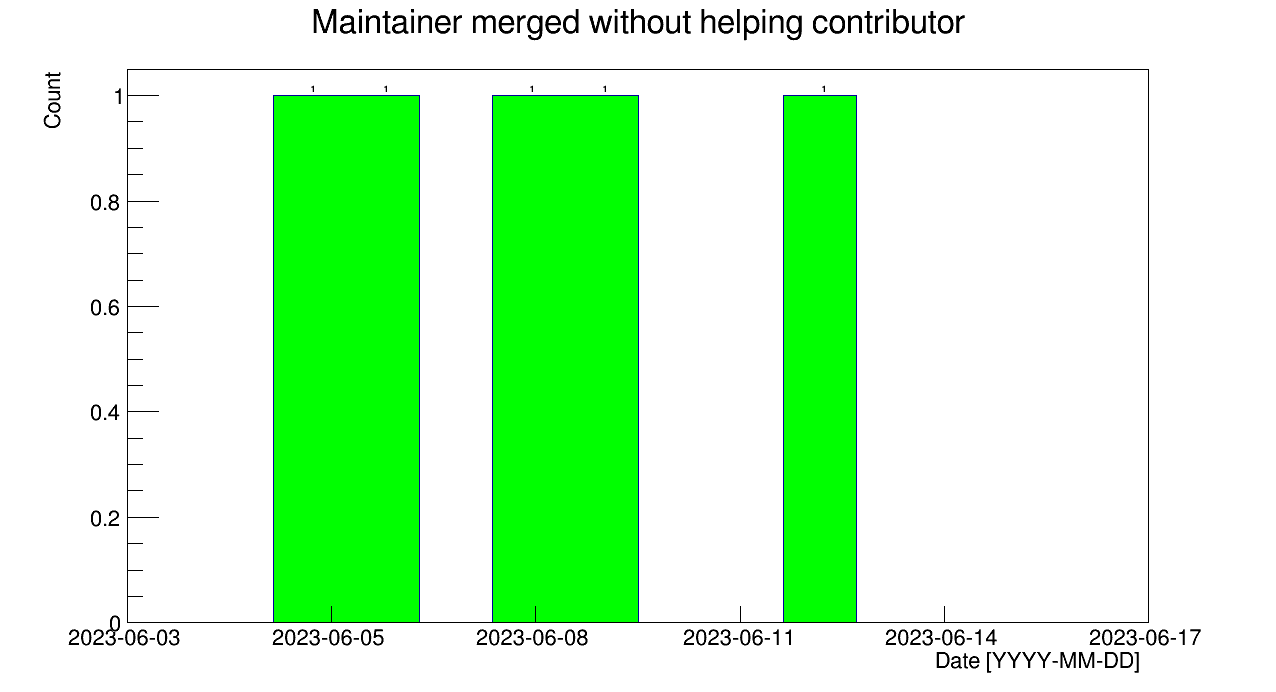 Maintainer merged without helping contributor
Count
1
0.8
0.6
0.4
0.2
0
1 1 1 1 1
2023-06-03 2023-06-05 2023-06-08 2023-06-11 2023-06-14 2023-06-17
Date [YYYY-MM-DD]